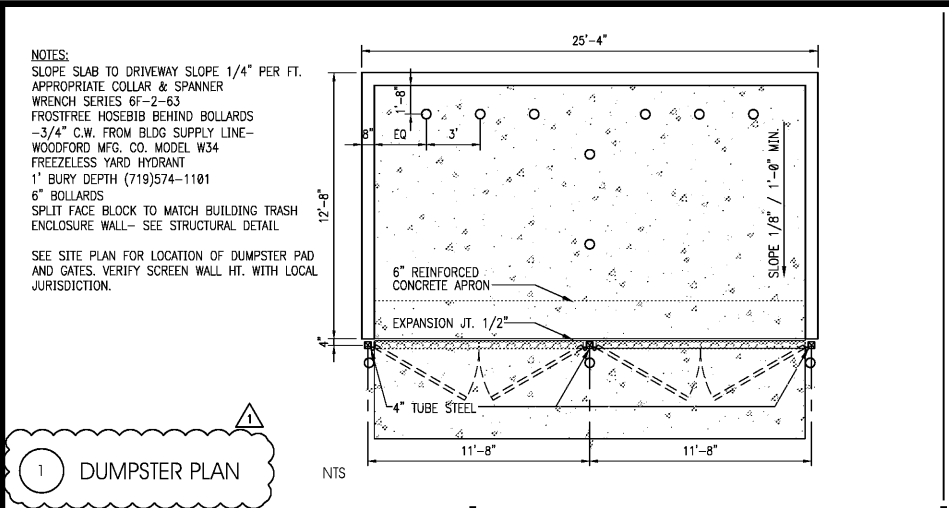 NOTES:
SLOPE SLAB TO DRIVEWAY SLOPE 1/4" PER FT.
APPROPRIATE COLLAR & SPANNER
WRENCH SERIES 6F-2-63
FROSTFREE HOSEBIB BEHIND BOLLARDS
-3/4" C.W. FROM BLDG SUPPLY LINE-
WOODFORD MFG. CO. MODEL W34
FREEZELESS YARD HYDRANT
1' BURY DEPTH (719)574-1101
6" BOLLARDS
SPLIT FACE BLOCK TO MATCH BUILDING TRASH
ENCLOSURE WALL- SEE STRUCTURAL DETAIL
SEE SITE PLAN FOR LOCATION OF DUMPSTER PAD
AND GATES. VERIFY SCREEN WALL HT. WITH LOCAL
JURISDICTION.
25'-4"
1'-8"
8"
EQ
3'
12'-8"
SLOPE 1/8" / 1'-0" MIN.
6" REINFORCED
CONCRETE APRON
EXPANSION JT. 1/2"
4"
4" TUBE STEEL
11'-8"
11'-8"
1
1
DUMPSTER PLAN
NTS